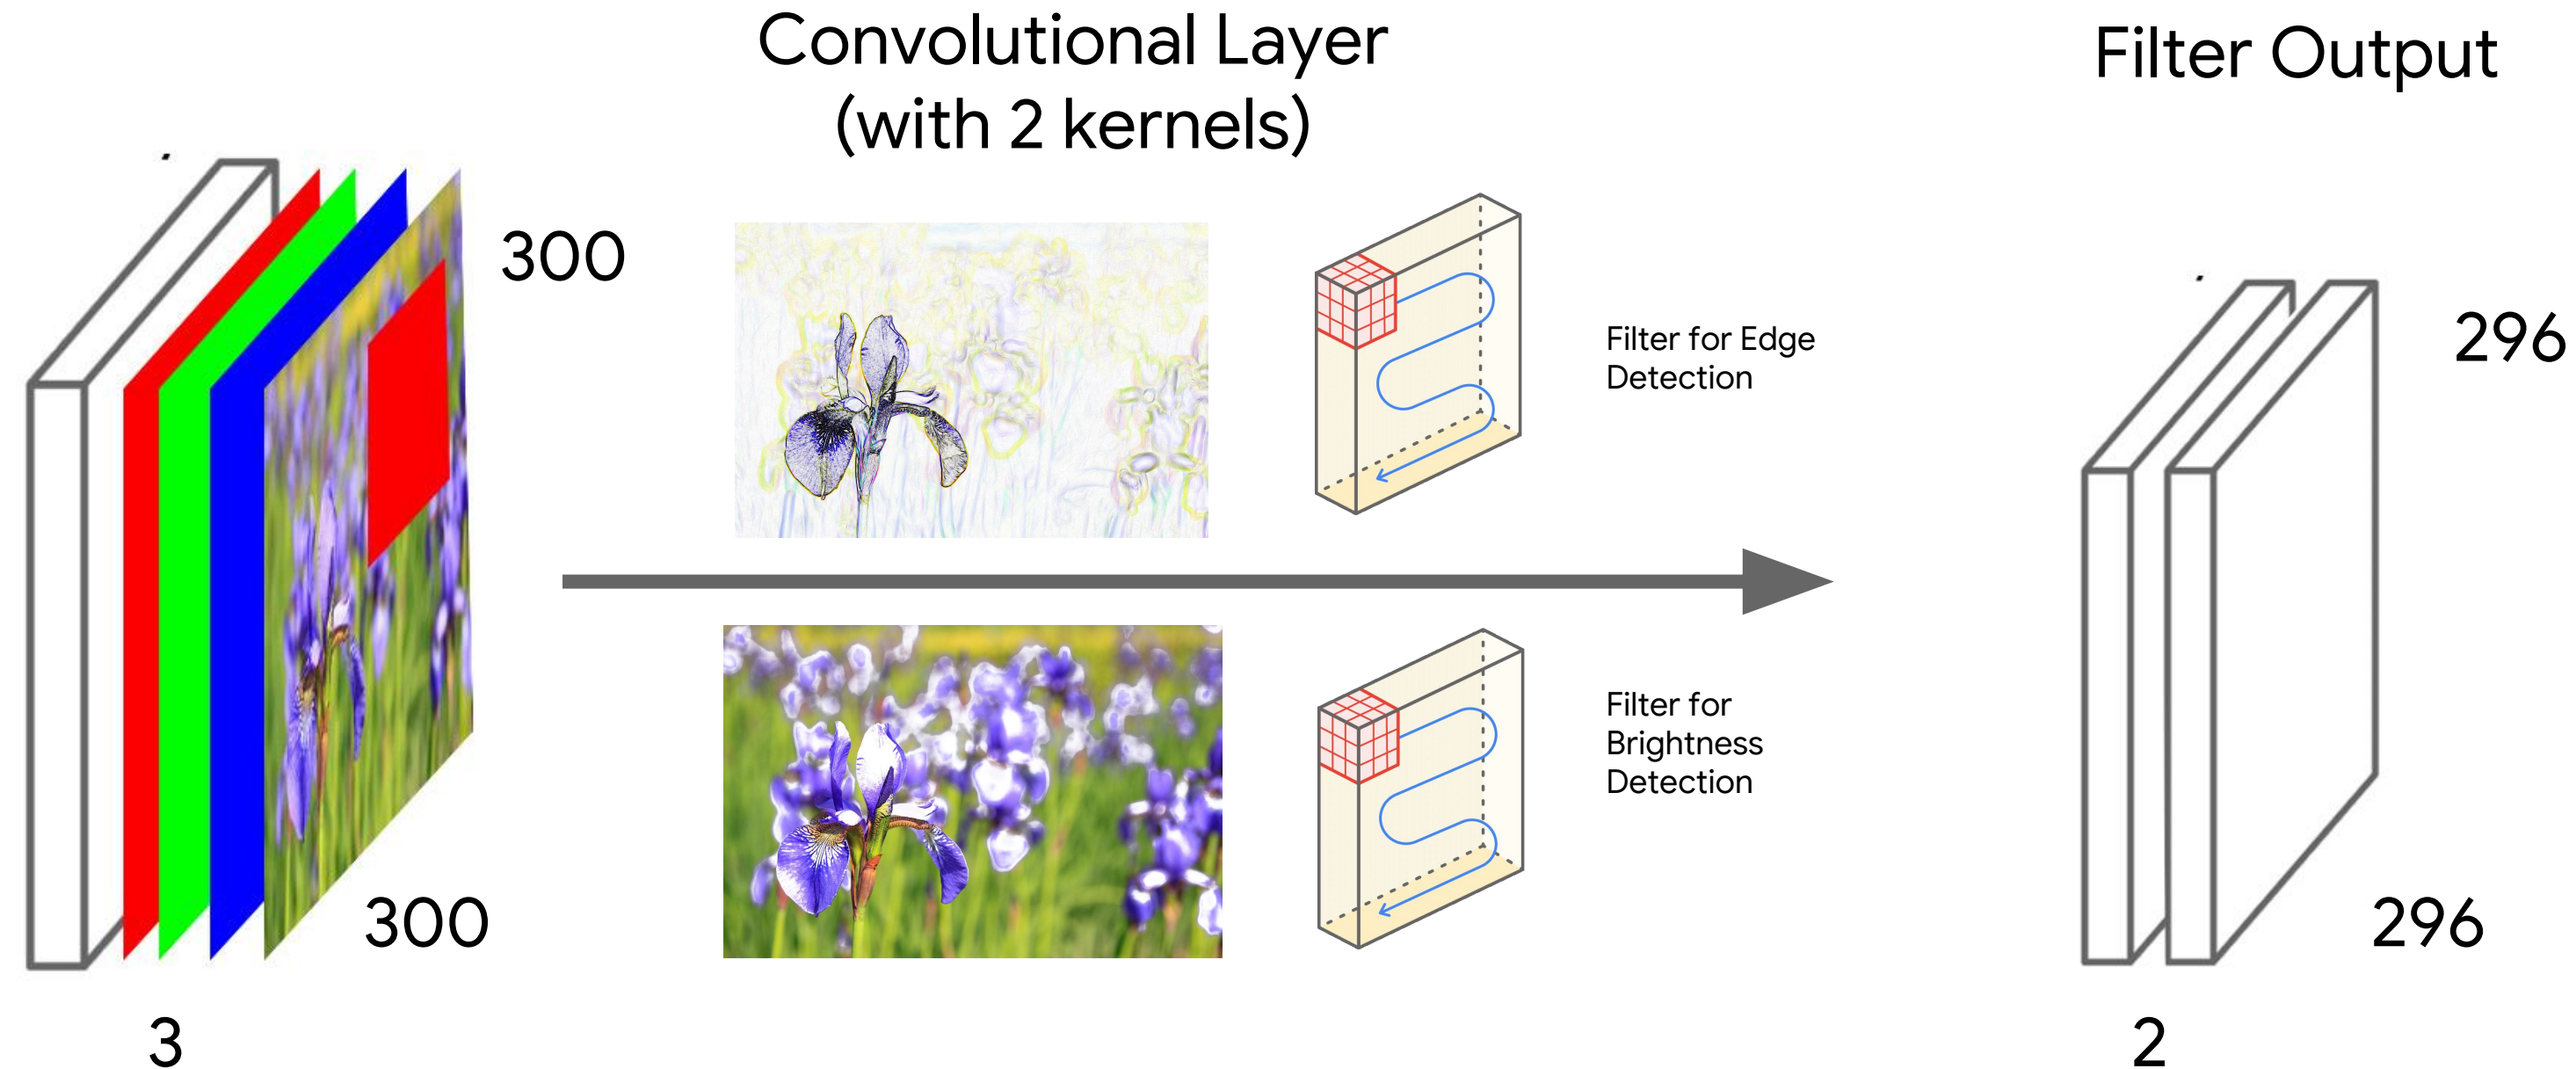 Convolutional Layer
(with 2 kernels)
Filter Output
300
300
3
Filter for Edge
Detection
Filter for
Brightness
Detection
296
296
2